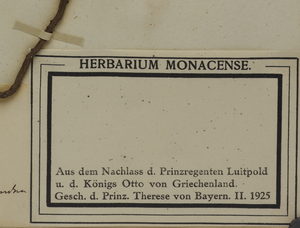 HERBARIUM MONACENSE.
Aus dem Nachlass d. Prinzregenten Luitpold
u. d. Königs Otto von Griechenland.
Gesch. d. Prinz. Therese von Bayern. II. 1925